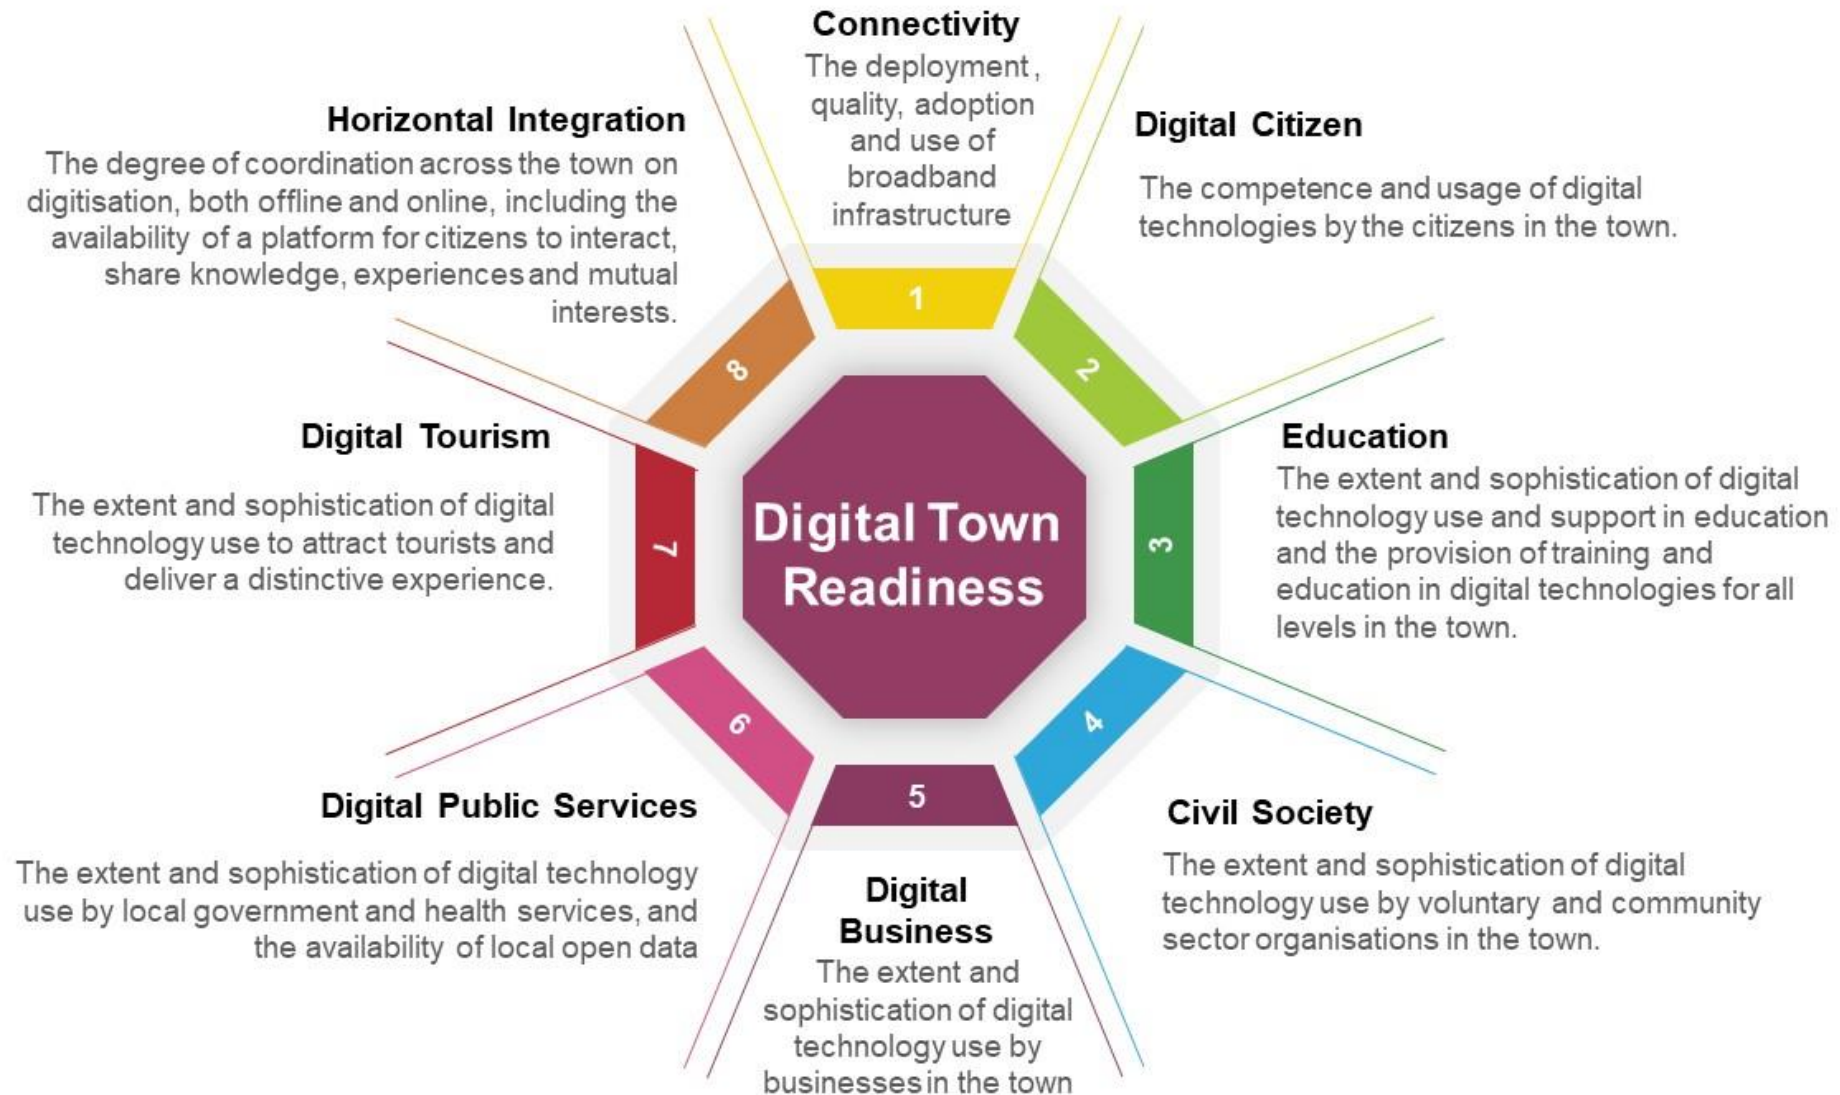 Connectivity
The deployment,
quality, adoption
and use of
broadband
infrastructure
1
Digital Citizen
The competence and usage of digital
technologies by the citizens in the town.
2
Education
The extent and sophistication of digital
technology use and support in education
and the provision of training and
education in digital technologies for all
levels in the town.
3
Civil Society
The extent and sophistication of digital
technology use by voluntary and community
sector organisations in the town.
4
Digital
Business
The extent and
sophistication of digital
technology use by
businesses in the town
5
Digital Public Services
The extent and sophistication of digital technology
use by local government and health services, and
the availability of local open data
6
Digital Tourism
The extent and sophistication of digital
technology use to attract tourists and
deliver a distinctive experience.
7
Horizontal Integration
The degree of coordination across the town on
digitisation, both offline and online, including the
availability of a platform for citizens to interact,
share knowledge, experiences and mutual
interests.
8
Digital Town
Readiness